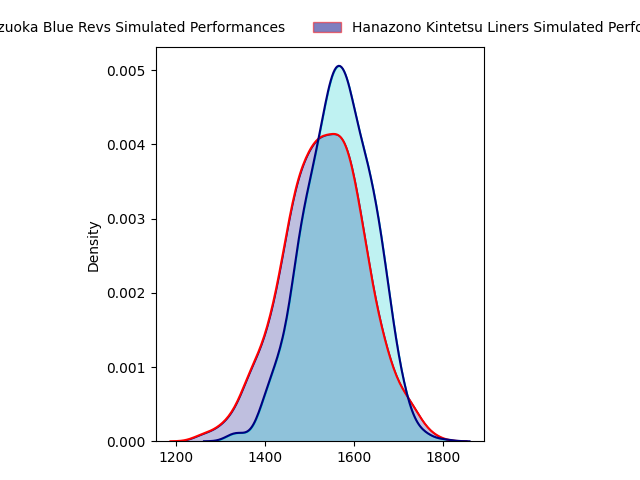 zuoka Blue Revs Simulated Performances
Hanazono Kintetsu Liners Simulated Perfo
Density
0.005
0.004
0.003
0.002
0.001
0.000
1200 1400 1600 1800